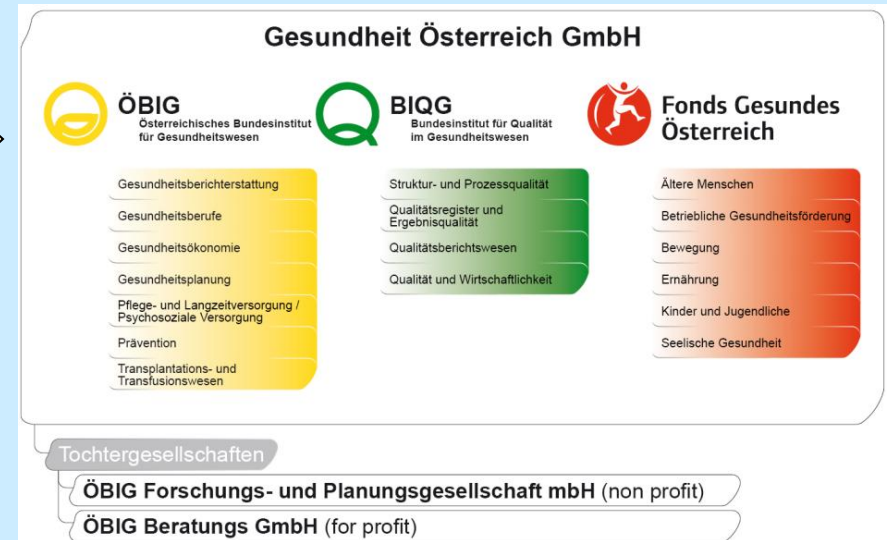 Gesundheit Österreich GmbH
ÖBIG
Österreichisches Bundesinstitut
für Gesundheitswesen
Gesundheitsberichterstattung
Gesundheitsberufe
Gesundheitsökonomie
Gesundheitsplanung
Pflege- und Langzeitversorgung /
Psychosoziale Versorgung
Prävention
Transplantations- und
Transfusionswesen
BIQG
Bundesinstitut für Qualität
im Gesundheitswesen
Struktur- und Prozessqualität
Qualitätsregister und
Ergebnisqualität
Qualitätsberichtswesen
Qualität und Wirtschaftlichkeit
Fonds Gesundes
Österreich
Ältere Menschen
Betriebliche Gesundheitsförderung
Bewegung
Ernährung
Kinder und Jugendliche
Seelische Gesundheit
Tochtergesellschaften
ÖBIG Forschungs- und Planungsgesellschaft mbH (non profit)
ÖBIG Beratungs GmbH (for profit)